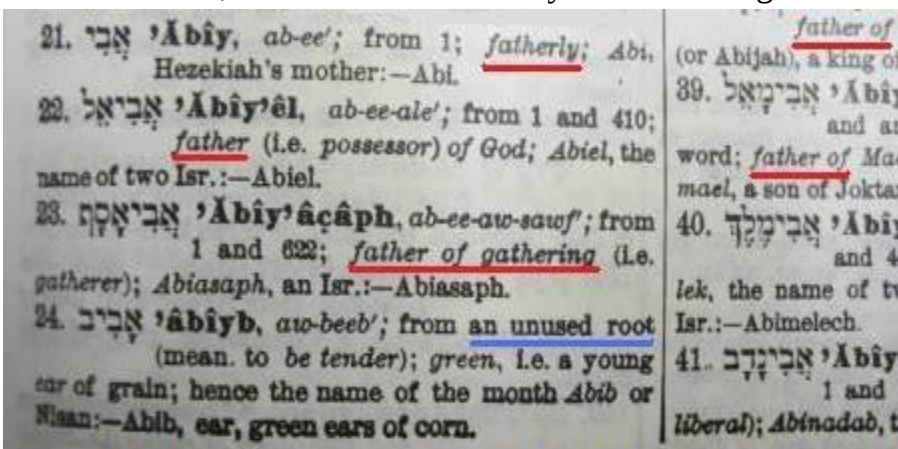 21. אֲבִי ʼĂbîy, ab-ee'; from 1; fatherly; Abi,
Hezekiah's mother:—Abi.
22. אֲבִיאֵל ʼĂbîyʼêl, ab-ee-ale'; from 1 and 410;
father (i.e. possessor) of God; Abiel, the
name of two Isr.:—Abiel.
23. אֲבִיאָסָף ʼĂbîyʼâçâph, ab-ee-aw-sawf'; from
1 and 622; father of gathering (i.e.
gatherer); Abiasaph, an Isr.:—Abiasaph.
24. אָבִיב ʼâbîyb, aw-beeb'; from an unused root
(mean. to be tender); green, i.e. a young
ear of grain; hence the name of the month Abib or
Nisan:—Abib, ear, green ears of corn.
father of
(or Abijah), a king of
39. אֲבִימָאֵל ʼĂbîy
and an
word; father of Ma
mael, a son of Jokta
40. אֲבִימֶלֶךְ ʼĂbîy
and 4
lek, the name of tw
Isr.:—Abimelech.
41. אֲבִינָדָב ʼĂbîy
1 and
liberal); Abinadab, t